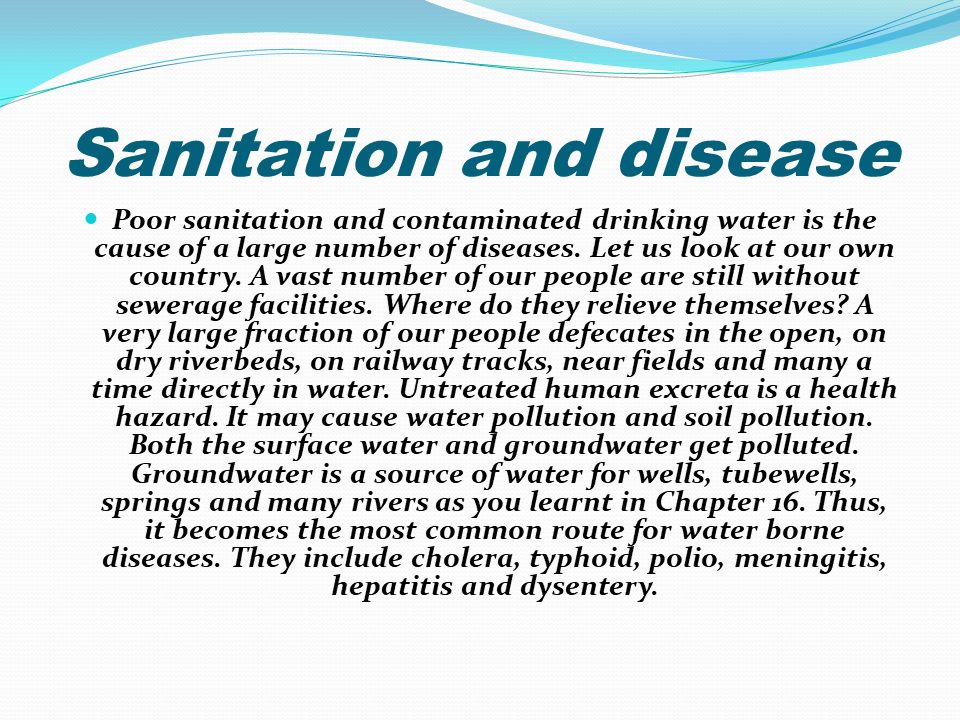 Sanitation and disease
Poor sanitation and contaminated drinking water is the
cause of a large number of diseases. Let us look at our own
country. A vast number of our people are still without
sewerage facilities. Where do they relieve themselves? A
very large fraction of our people defecates in the open, on
dry riverbeds, on railway tracks, near fields and many a
time directly in water. Untreated human excreta is a health
hazard. It may cause water pollution and soil pollution.
Both the surface water and groundwater get polluted.
Groundwater is a source of water for wells, tubewells,
springs and many rivers as you learnt in Chapter 16. Thus,
it becomes the most common route for water borne
diseases. They include cholera, typhoid, polio, meningitis,
hepatitis and dysentery.